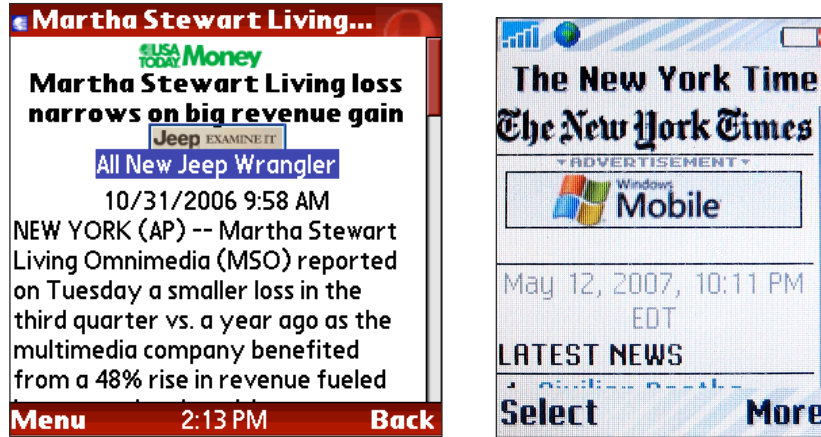 Martha Stewart Living...
USA TODAY Money
Martha Stewart Living loss
narrows on big revenue gain
Jeep EXAMINE IT
All New Jeep Wrangler
10/31/2006 9:58 AM
NEW YORK (AP) -- Martha Stewart
Living Omnimedia (MSO) reported
on Tuesday a smaller loss in the
third quarter vs. a year ago as the
multimedia company benefited
from a 48% rise in revenue fueled
Menu 2:13 PM Back
The New York Time
The New York Times
ADVERTISEMENT
Windows
Mobile
May 12, 2007, 10:11 PM
EDT
LATEST NEWS
Select More